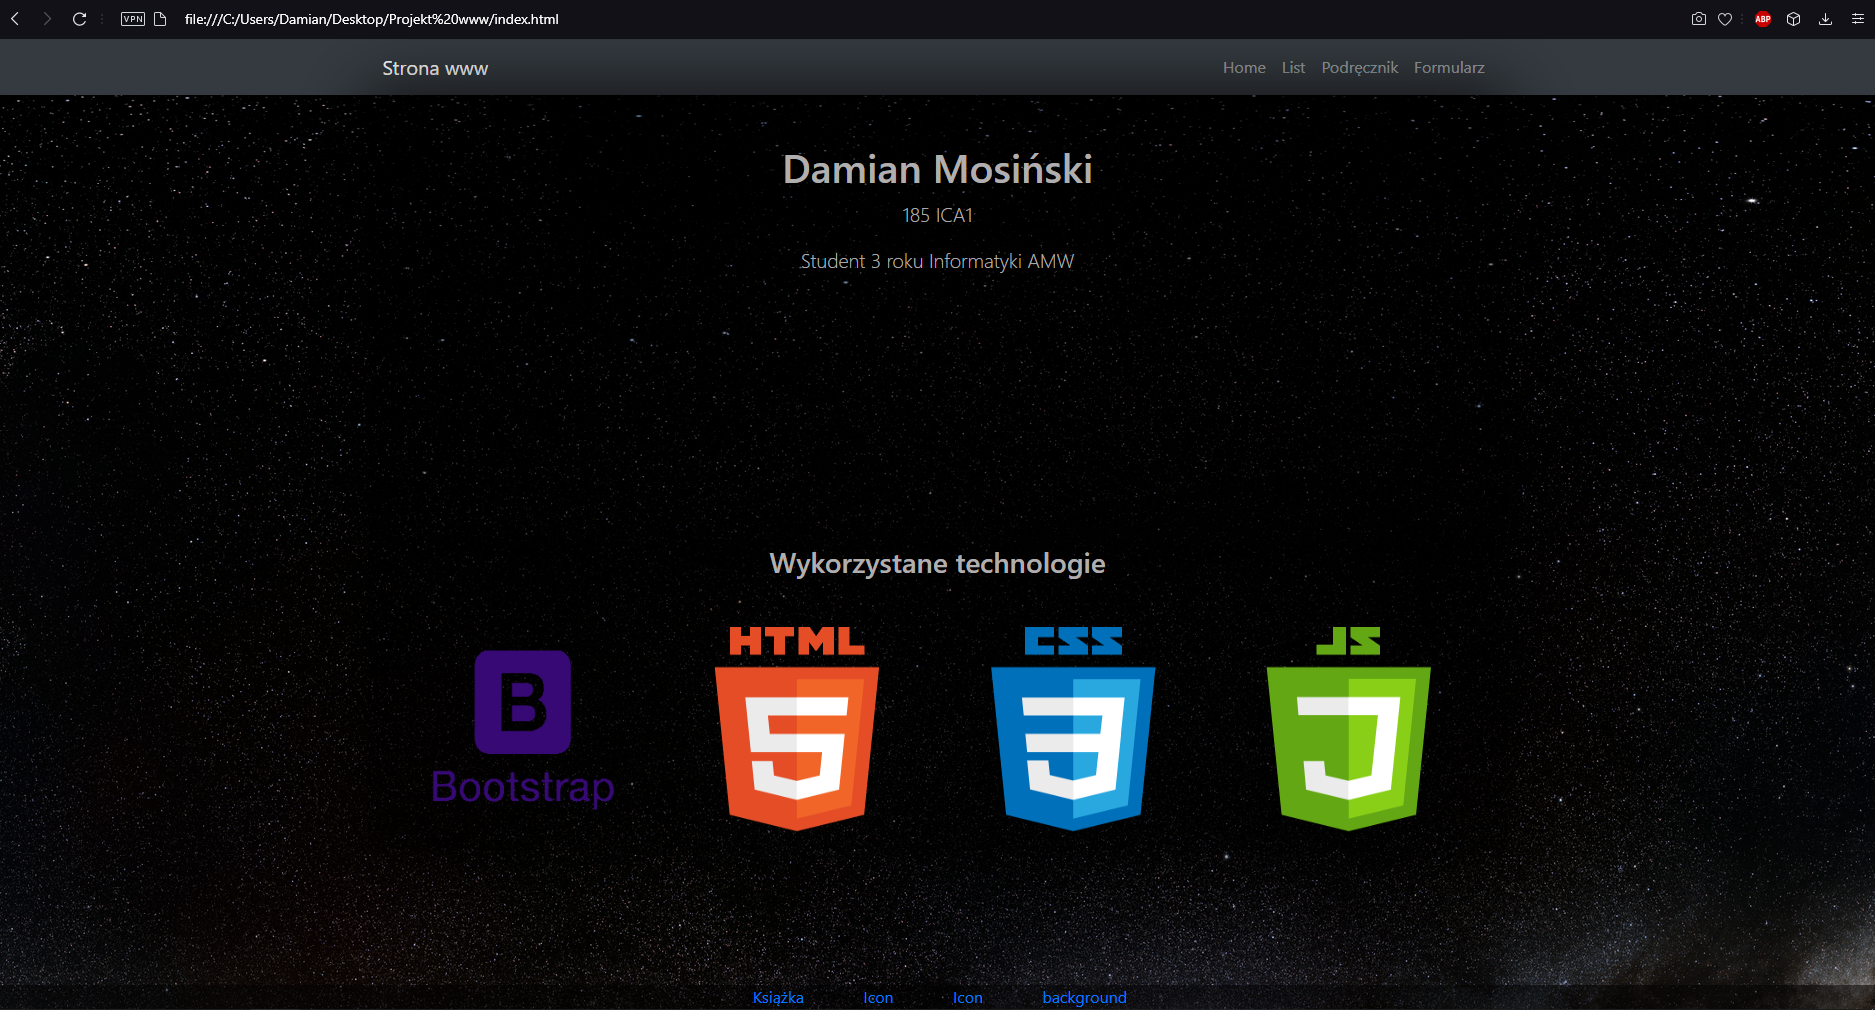 VPN file:///C:/Users/Damian/Desktop/Projekt%20www/index.html ABP
Strona www Home List Podręcznik Formularz
Damian Mosiński
185 ICA1
Student 3 roku Informatyki AMW
Wykorzystane technologie
HTML CSS JS
B 5 3 J
Bootstrap
Książka Icon Icon background